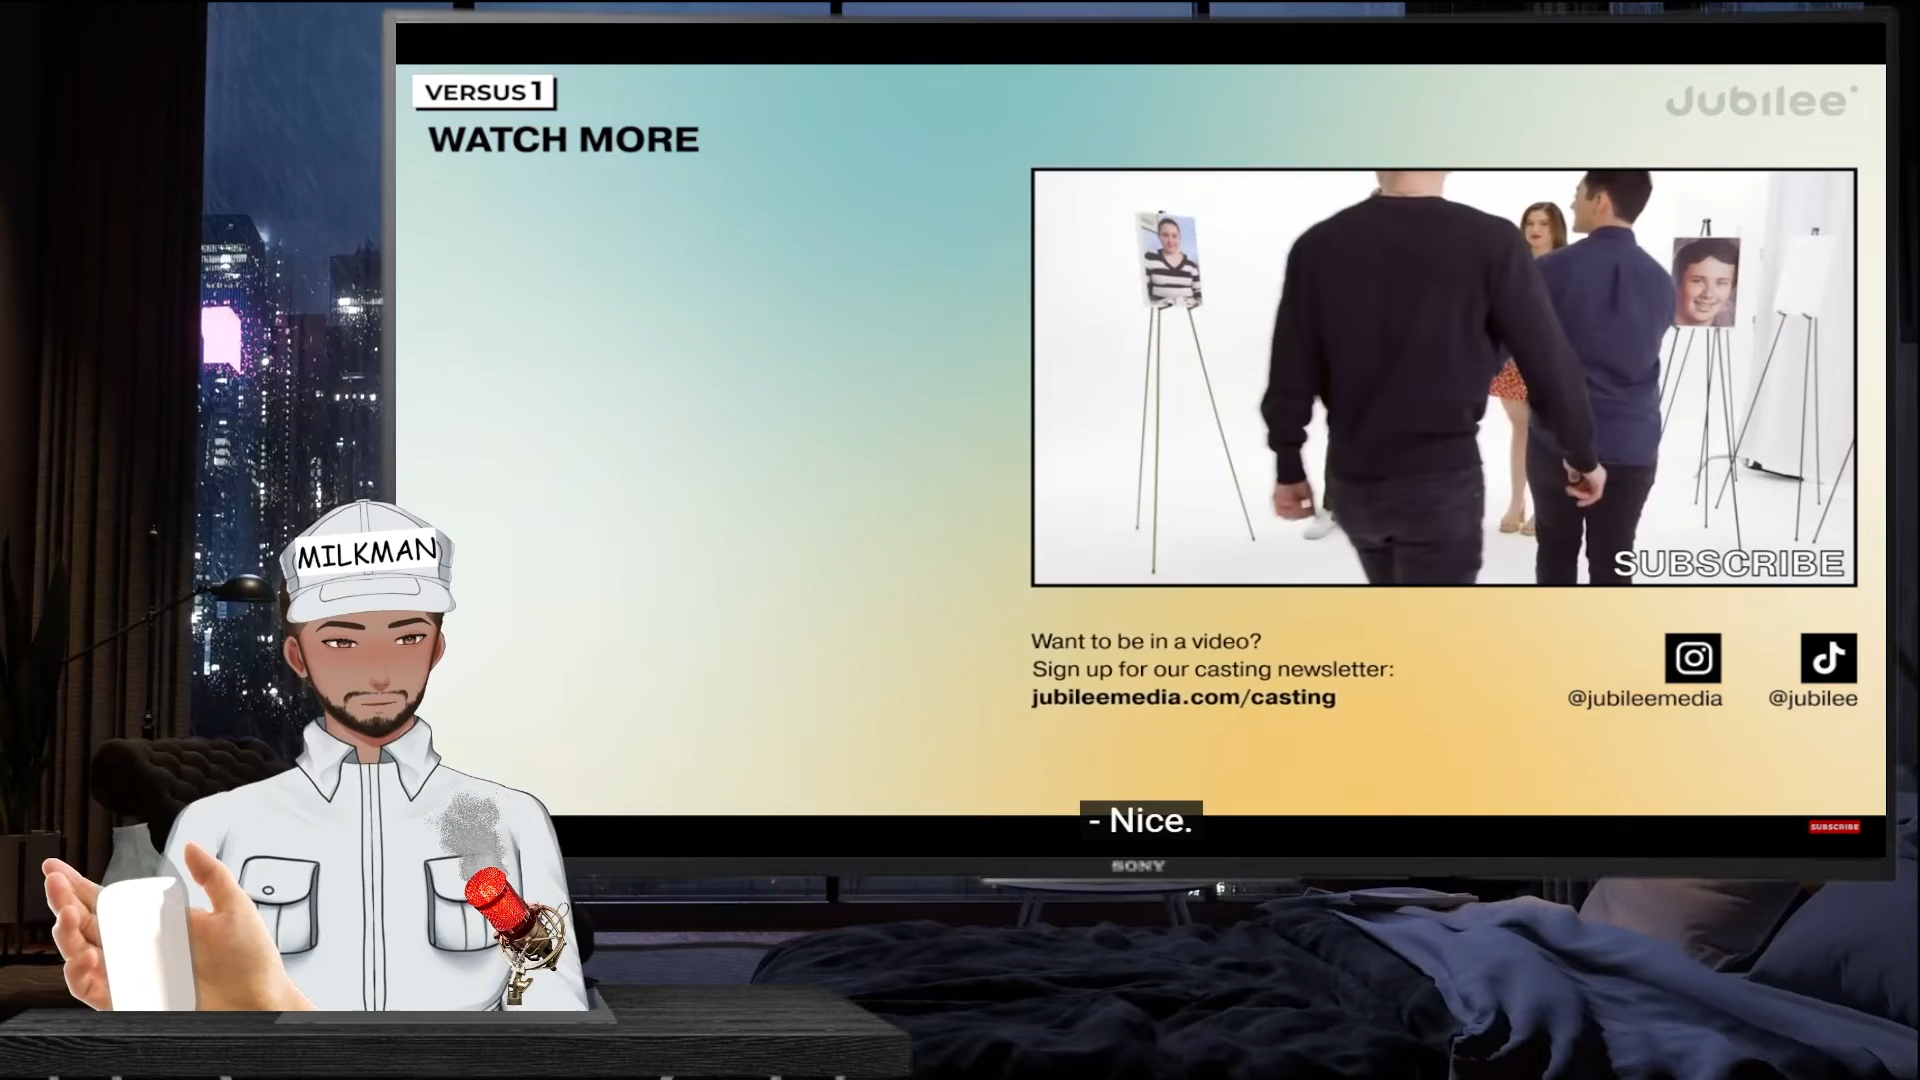 VERSUS 1
Jubilee
WATCH MORE
SUBSCRIBE
MILKMAN
Want to be in a video?
Sign up for our casting newsletter:
jubileemedia.com/casting
@jubileemedia
@jubilee
- Nice.
SUBSCRIBE
SONY